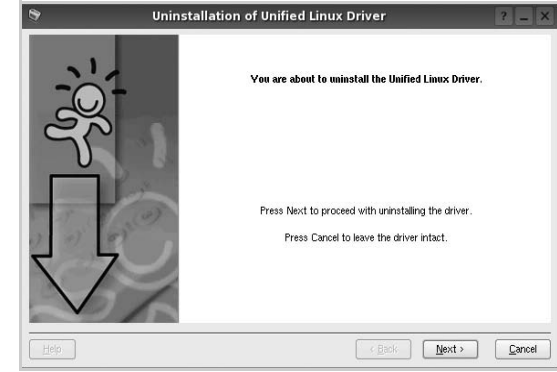 Uninstallation of Unified Linux Driver
You are about to uninstall the Unified Linux Driver.
Press Next to proceed with uninstalling the driver.
Press Cancel to leave the driver intact.
Help
< Back
Next >
Cancel